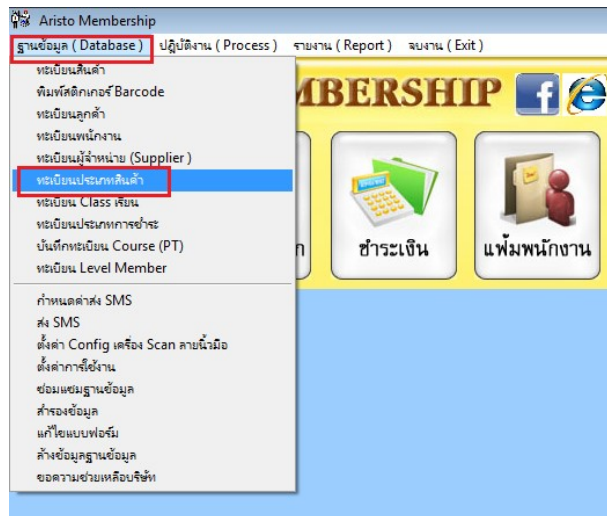 Aristo Membership
ฐานข้อมูล ( Database ) ปฏิบัติงาน ( Process ) รายงาน ( Report ) จบงาน ( Exit )
ทะเบียนสินค้า
พิมพ์สติกเกอร์ Barcode
ทะเบียนลูกค้า
ทะเบียนพนักงาน
ทะเบียนผู้จำหน่าย (Supplier )
ทะเบียนประเภทสินค้า
ทะเบียน Class เรียน
ทะเบียนประเภทการชำระ
บันทึกทะเบียน Course (PT)
ทะเบียน Level Member
กำหนดค่าส่ง SMS
ส่ง SMS
ตั้งค่า Config เครื่อง Scan ลายนิ้วมือ
ตั้งค่าการใช้งาน
ซ่อมแซมฐานข้อมูล
สำรองข้อมูล
แก้ไขแบบฟอร์ม
ล้างข้อมูลฐานข้อมูล
ขอความช่วยเหลือบริษัท
MBERSHIP
ก
ชำระเงิน
แฟ้มพนักงาน